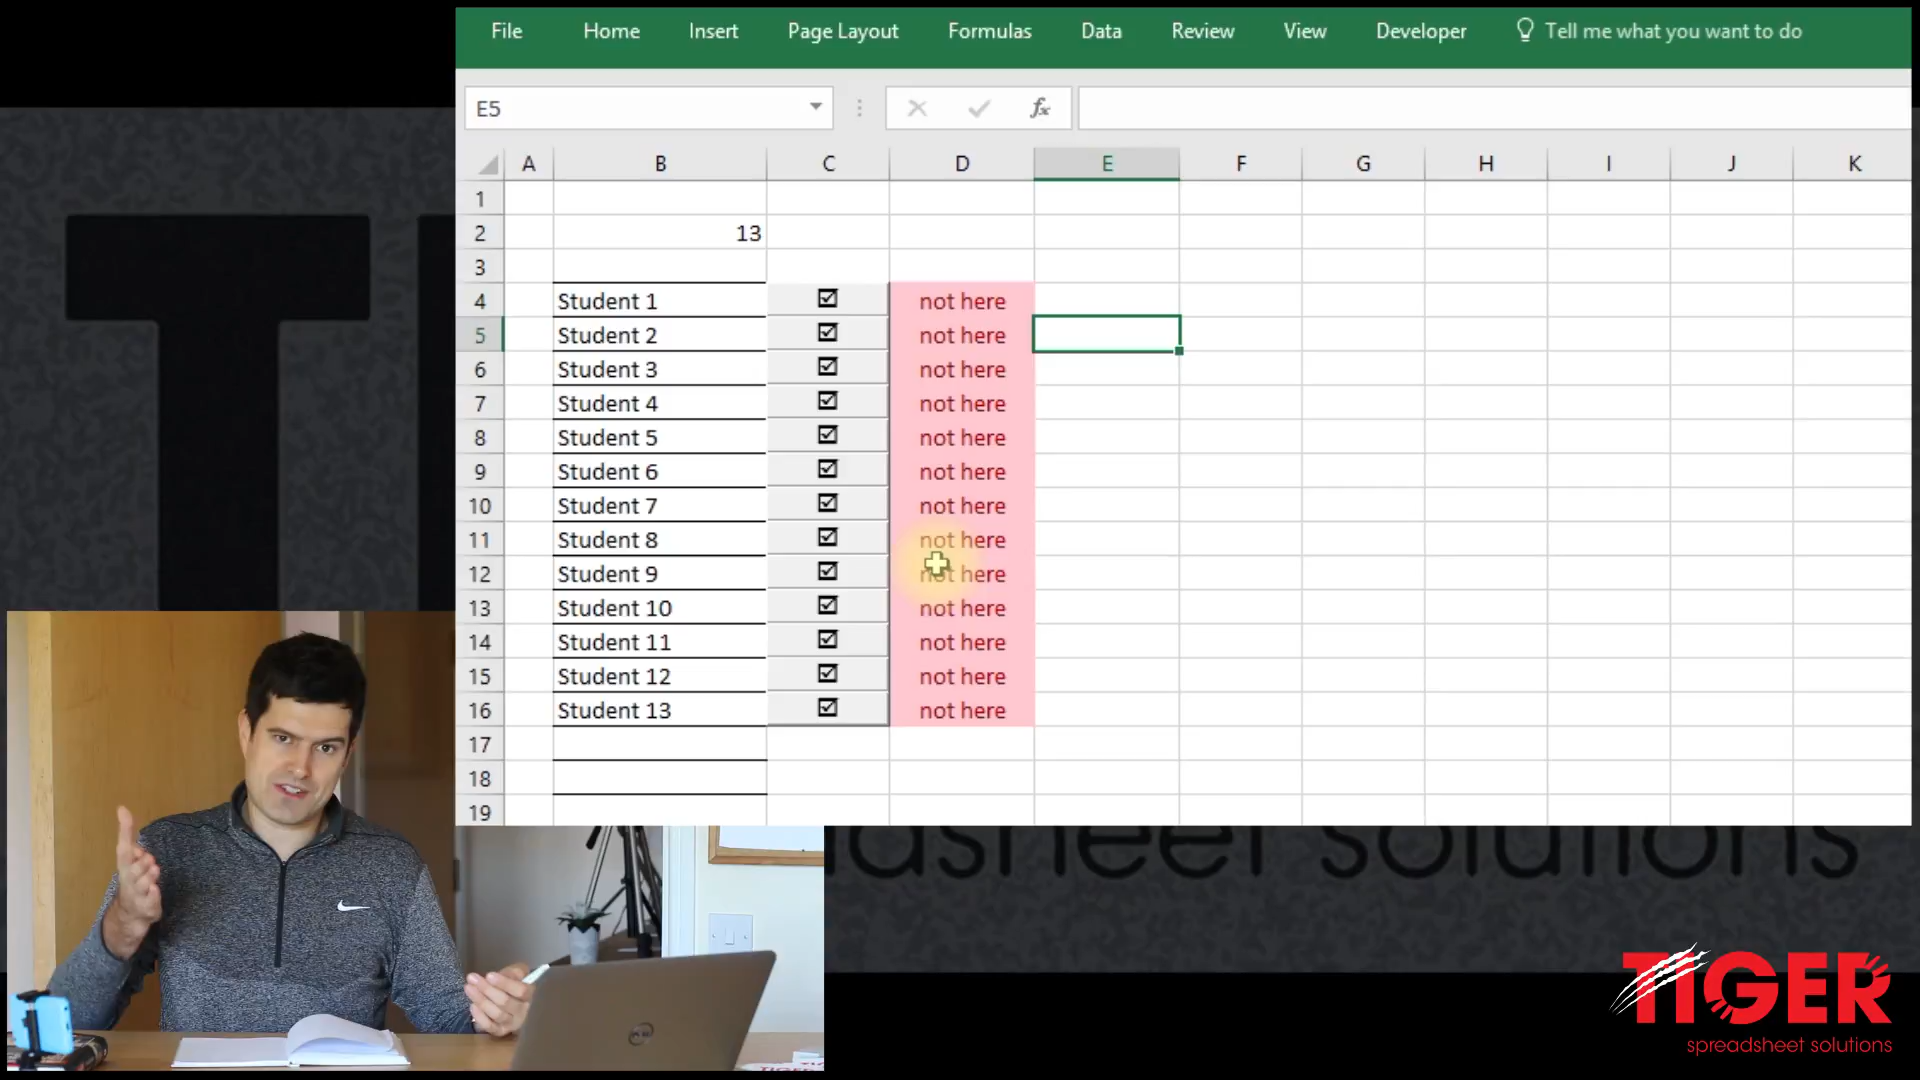 File Home Insert Page Layout Formulas Data Review View Developer Tell me what you want to do
E5 fx
A B C D E F G H I J K
1
2 13
3
4 Student 1 not here
5 Student 2 not here
6 Student 3 not here
7 Student 4 not here
8 Student 5 not here
9 Student 6 not here
10 Student 7 not here
11 Student 8 not here
12 Student 9 not here
13 Student 10 not here
14 Student 11 not here
15 Student 12 not here
16 Student 13 not here
17
18
19
adsheet solutions
TIGER
spreadsheet solutions